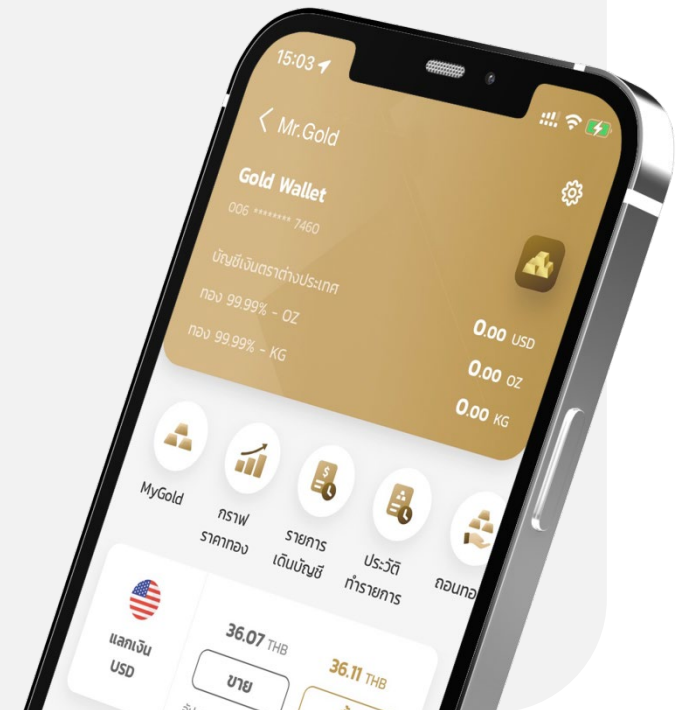 15:03
Mr.Gold
Gold Wallet
006 ******** 7460
บัญชีเงินตราต่างประเทศ
0.00 USD
ทอง 99.99% - OZ
0.00 OZ
ทอง 99.99% - KG
0.00 KG
MyGold
กราฟ
ราคาทอง
รายการ
เดินบัญชี
ประวัติ
ทำรายการ
แลกเงิน
USD
36.07 THB
ขาย
36.11 THB